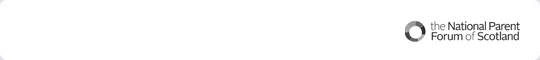 the National Parent
Forum of Scotland